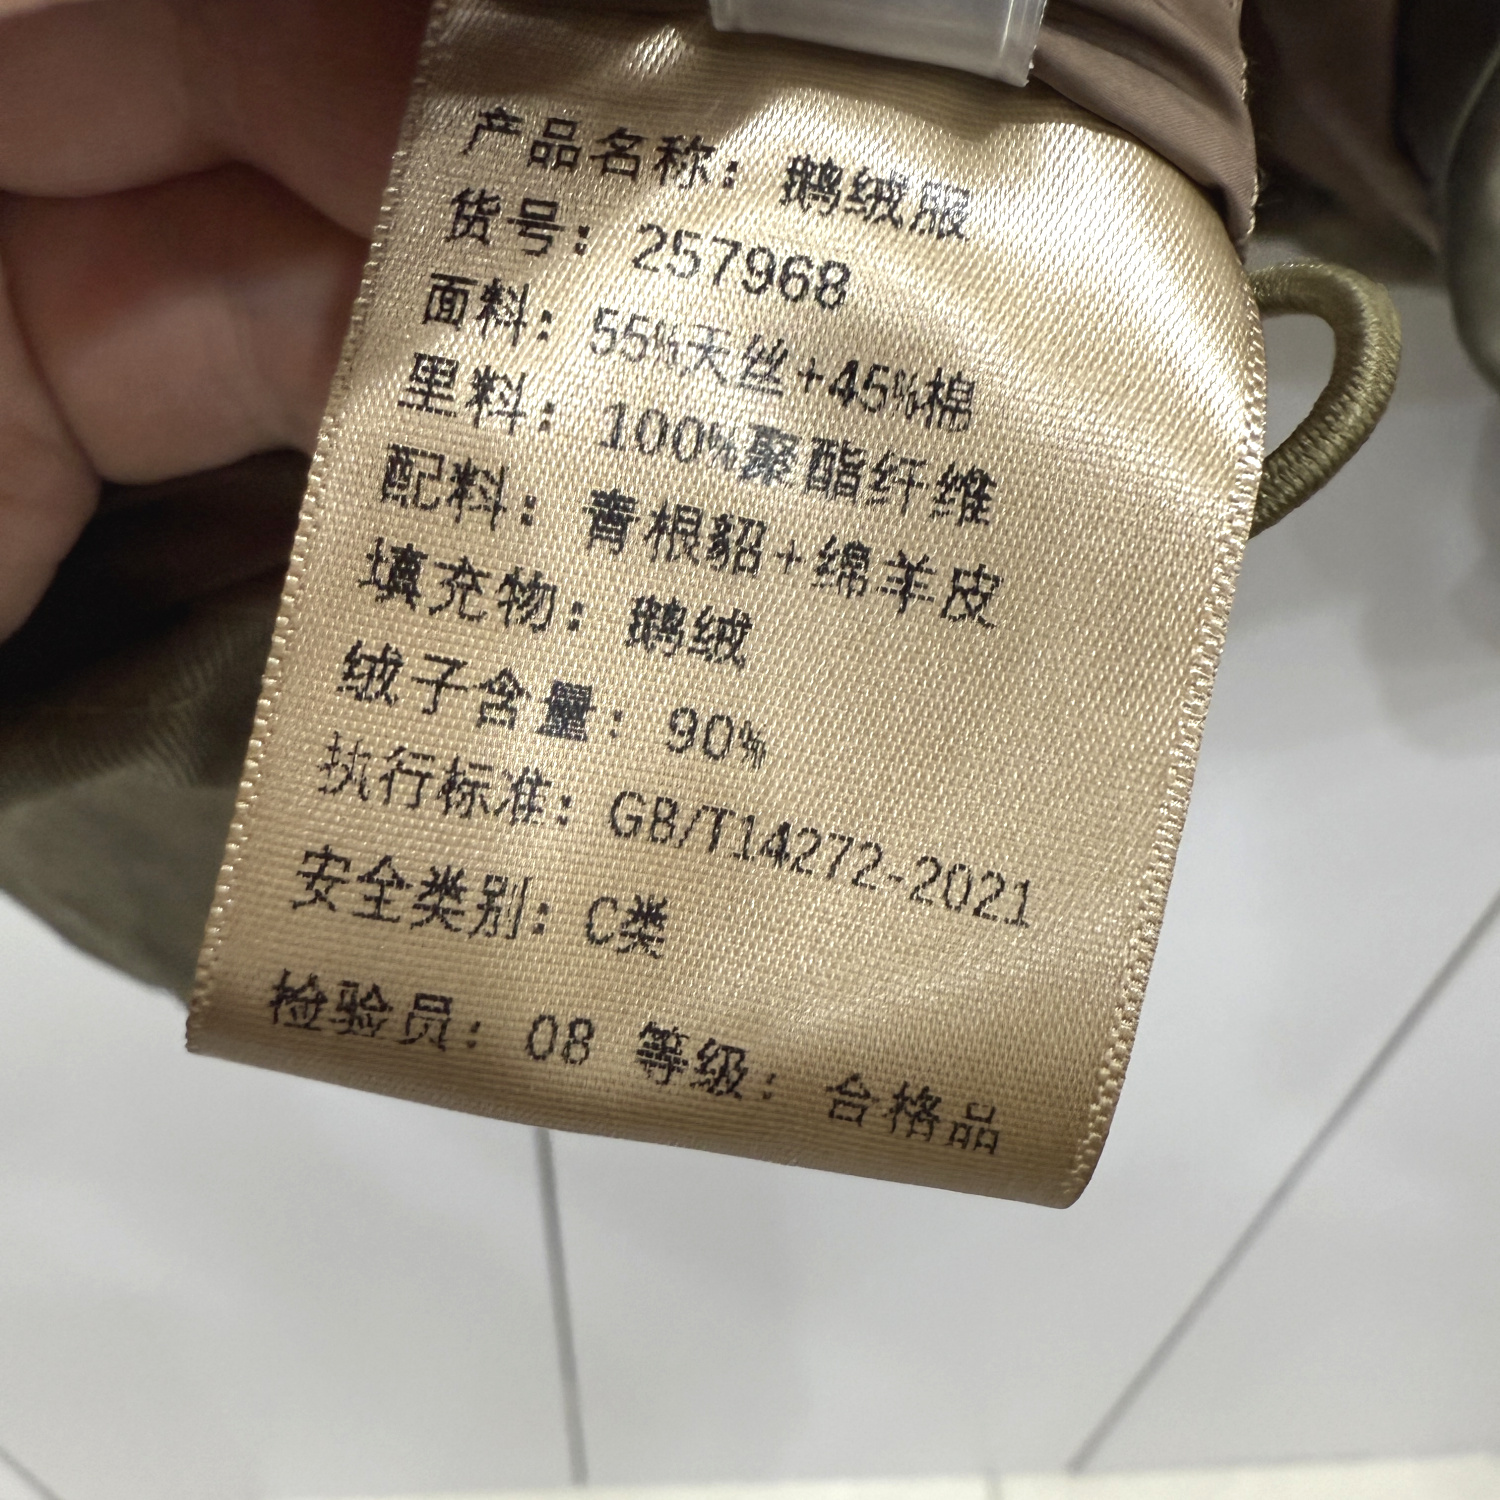 产品名称：鹅绒服
货号：257968
面料：55%天丝+45%棉
里料：100%聚酯纤维
配料：青根貂+绵羊皮
填充物：鹅绒
绒子含量：90%
执行标准：GB/T14272-2021
安全类别：C类
检验员：08 等级：合格品